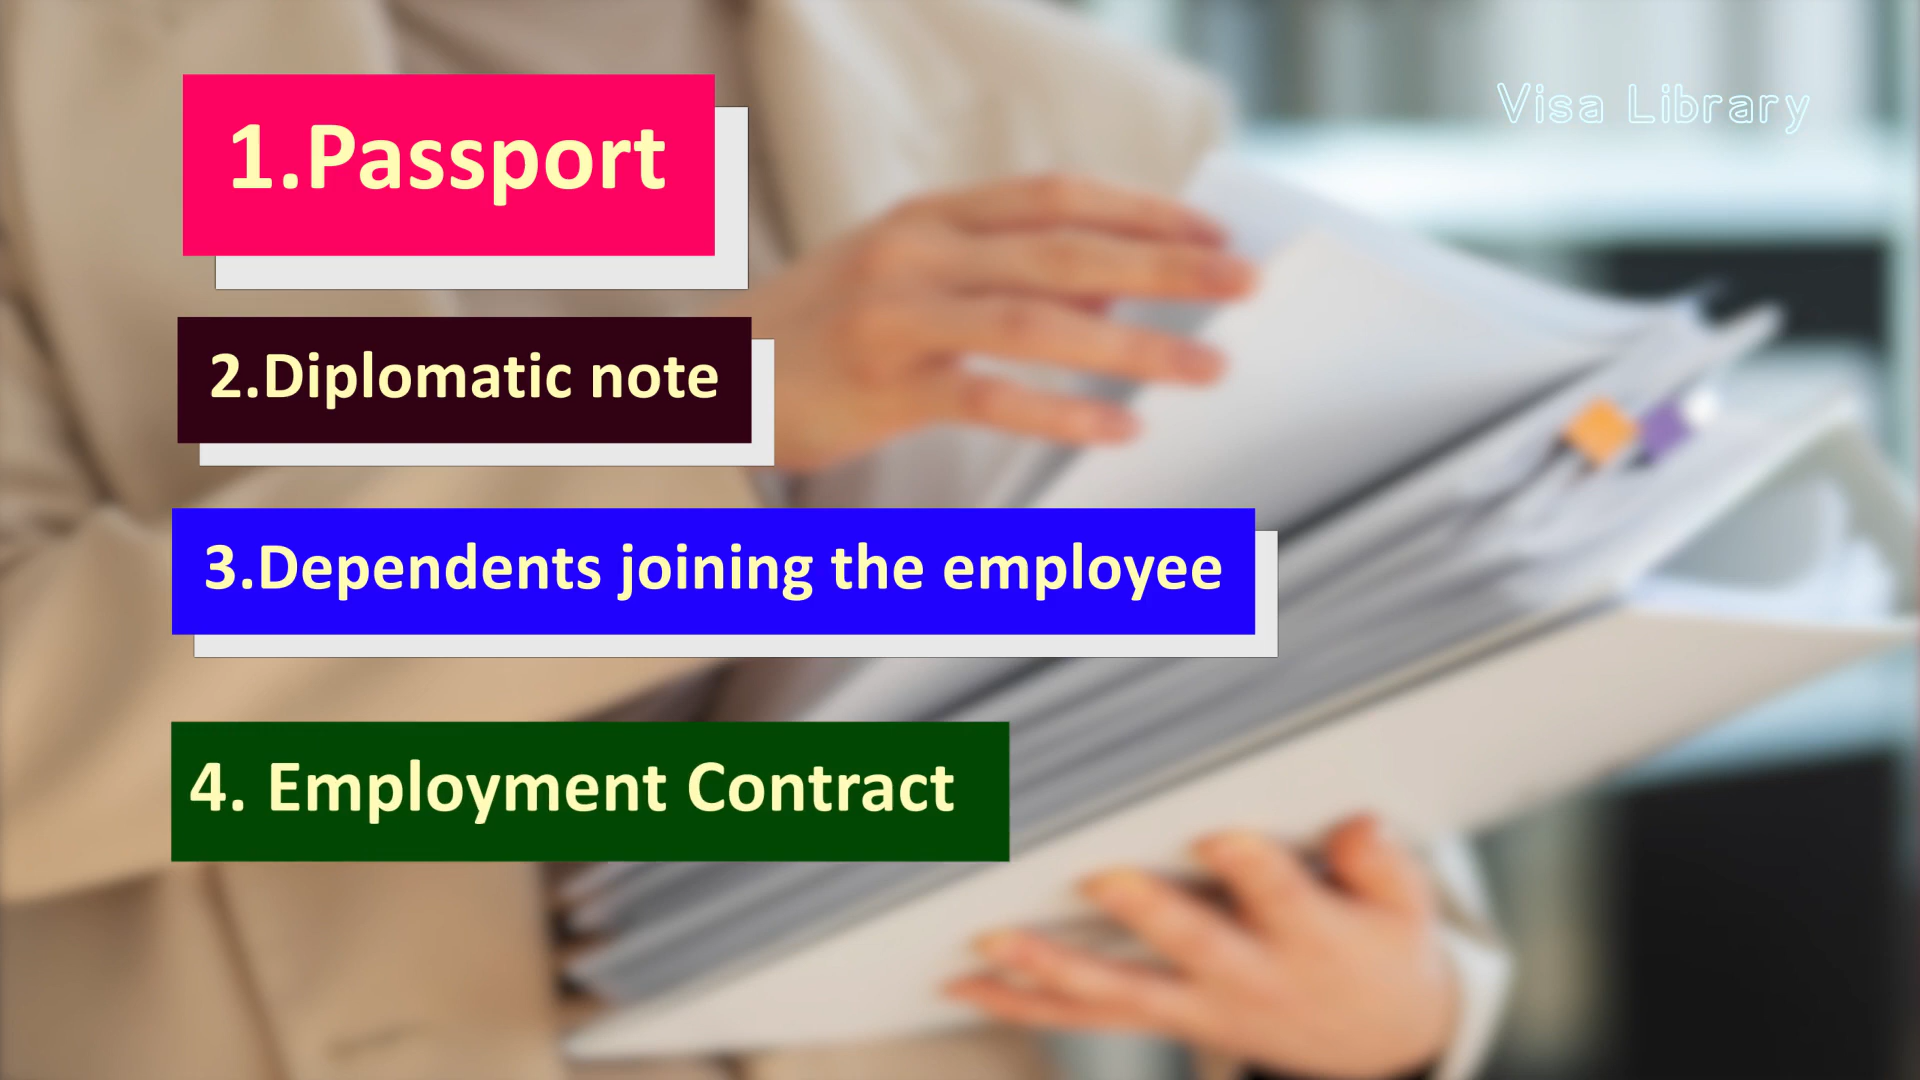 Visa Library
1.Passport
2.Diplomatic note
3.Dependents joining the employee
4. Employment Contract